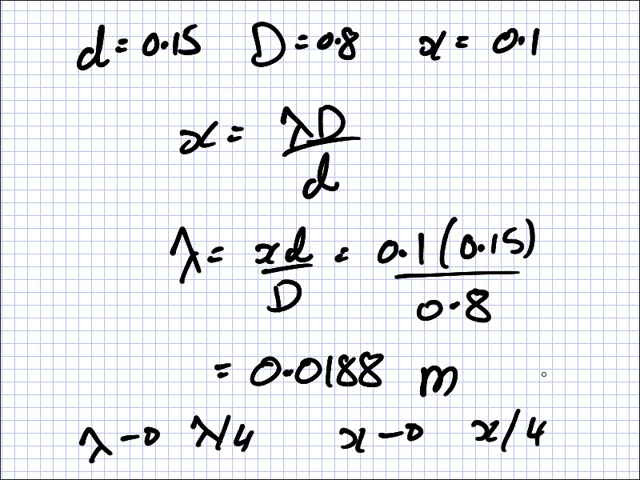 d = 0.15 D = 0.8 x = 0.1
x = λD/d
λ = xd/D = 0.1(0.15)/0.8
= 0.0188 m
λ → λ/4 x → x/4